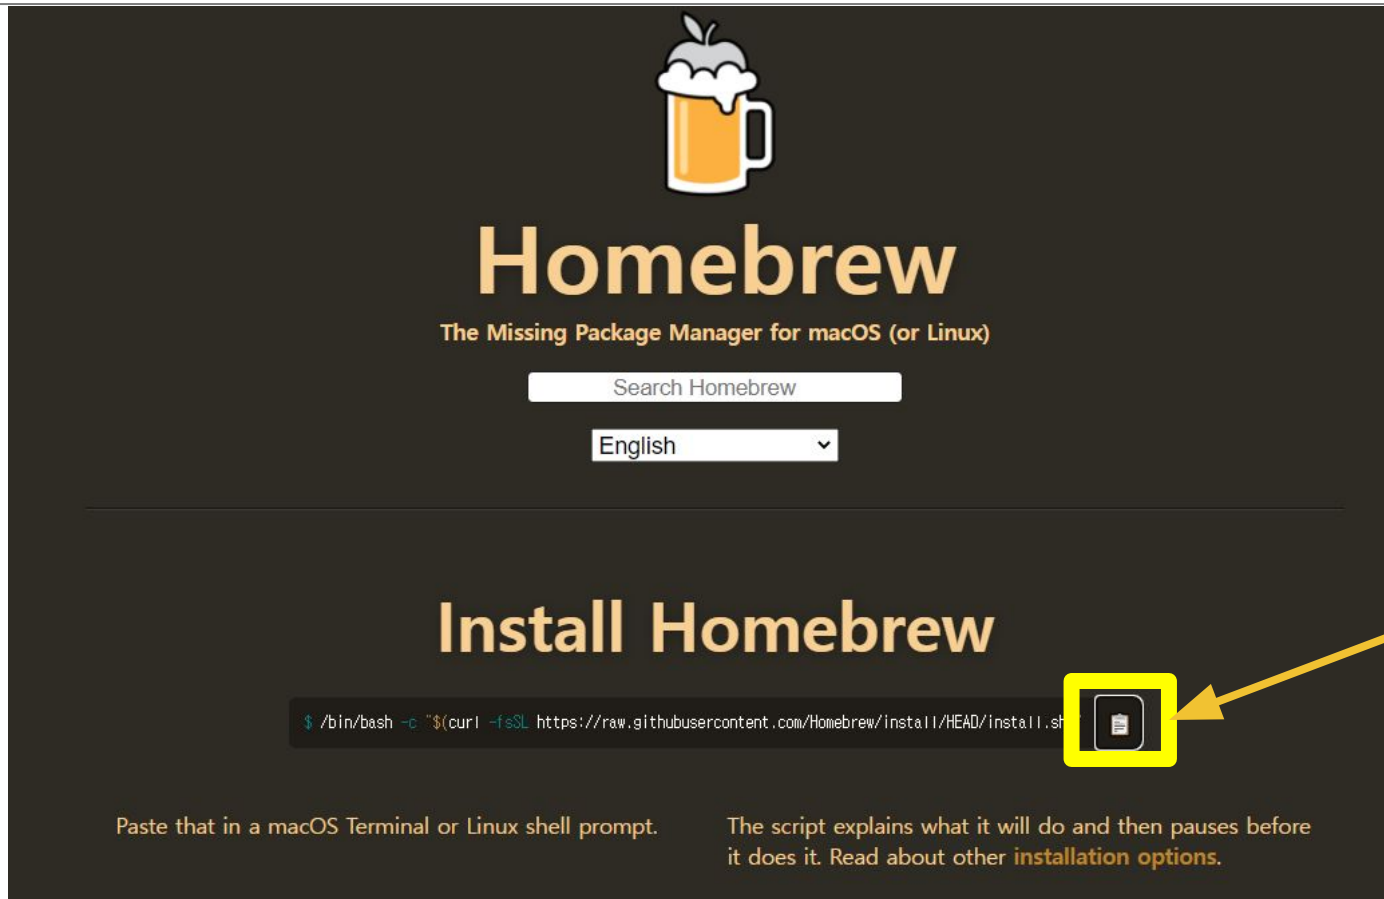 Homebrew
The Missing Package Manager for macOS (or Linux)
Search Homebrew
English
Install Homebrew
$ /bin/bash -c "$(curl -fsSL https://raw.githubusercontent.com/Homebrew/install/HEAD/install.sh
Paste that in a macOS Terminal or Linux shell prompt.
The script explains what it will do and then pauses before
it does it. Read about other installation options.